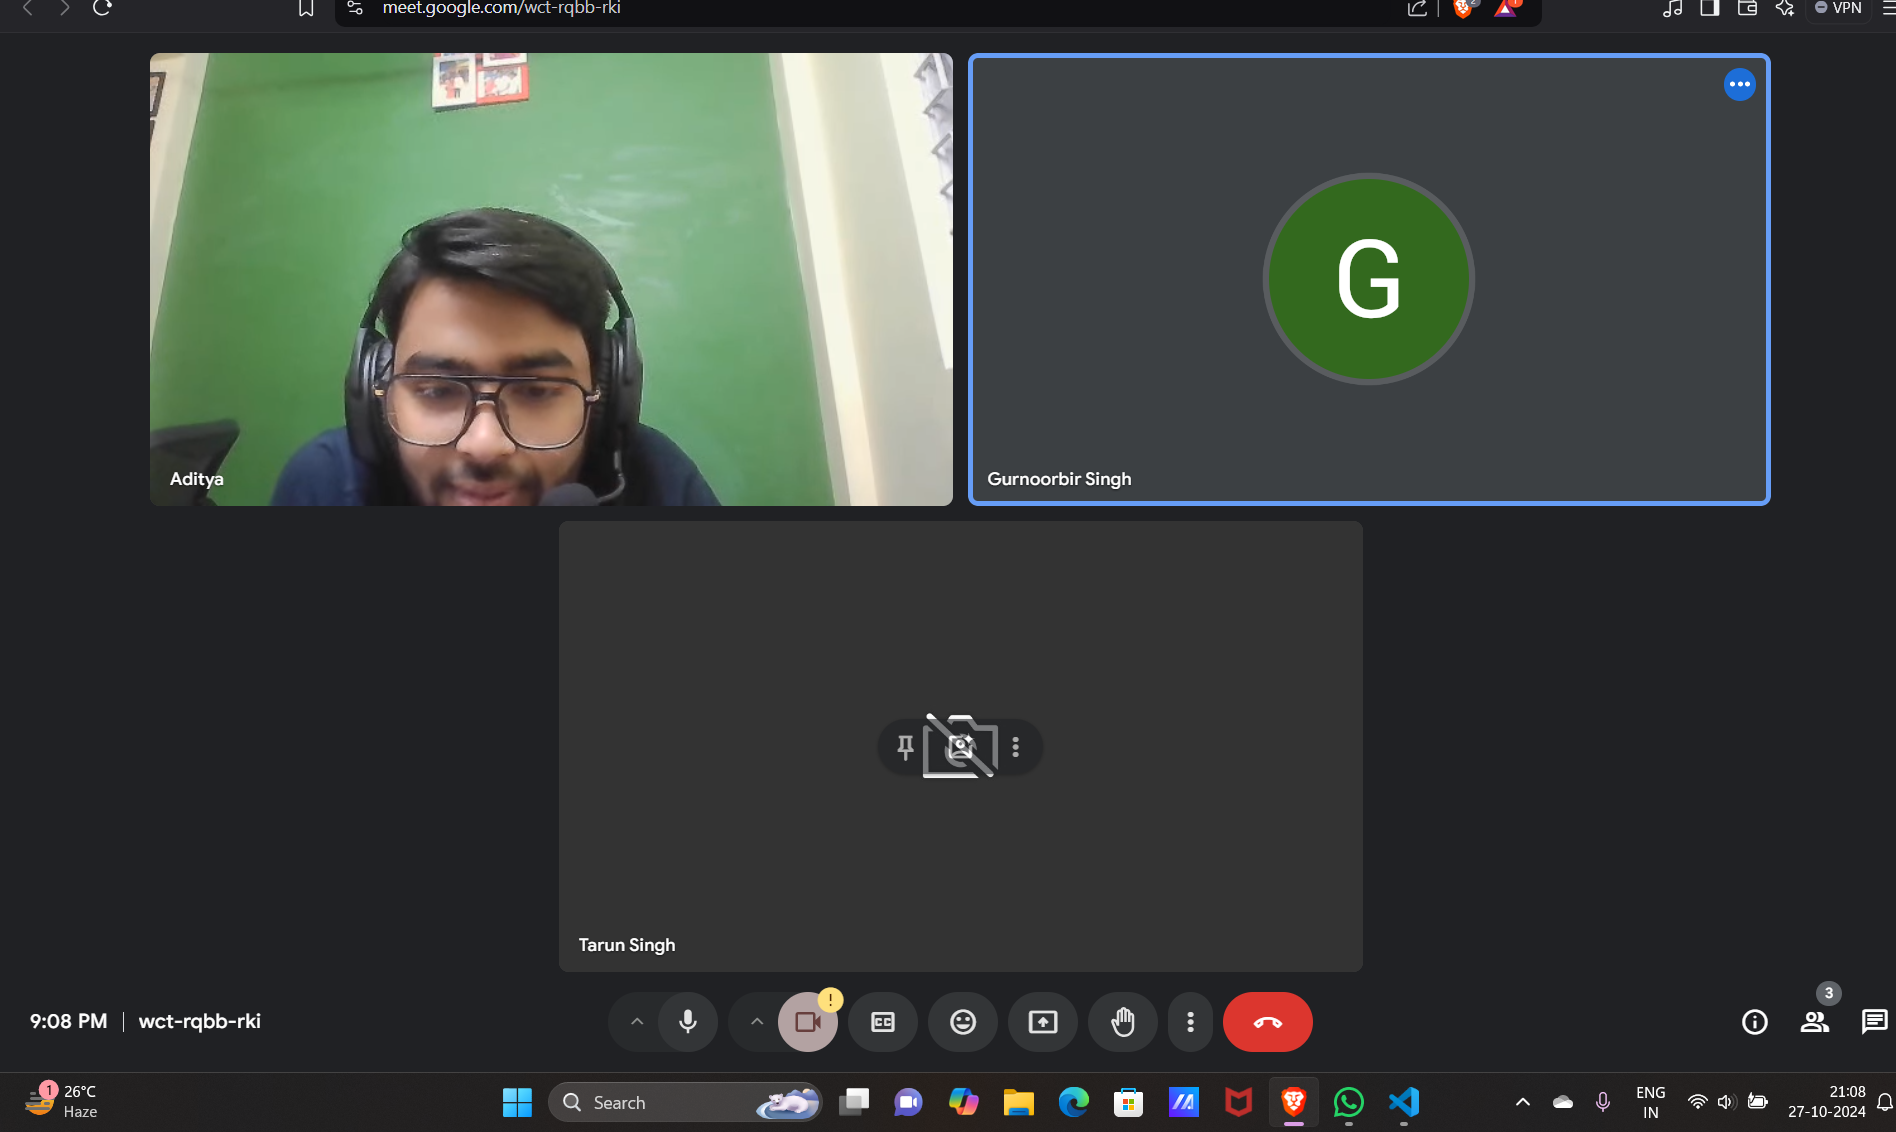 meet.google.com/wct-rqbb-rki
VPN
Aditya
G
Gurnoorbir Singh
Tarun Singh
9:08 PM | wct-rqbb-rki
CC
3
1
26°C
Haze
Search
ENG
IN
21:08
27-10-2024